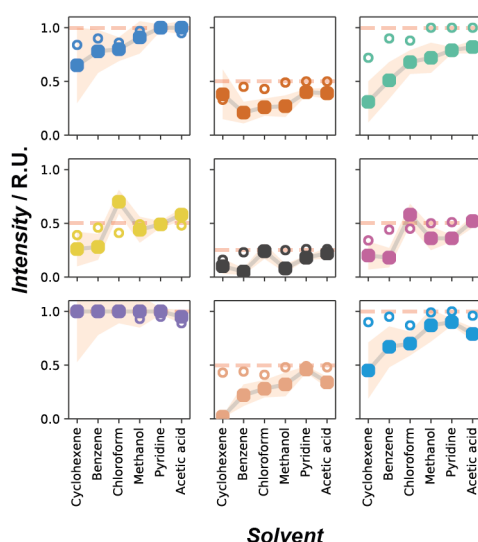 1.0
0.5
0.0
1.0
0.5
0.0
1.0
0.5
0.0
Intensity / R.U.
Cyclohexene
Benzene
Chloroform
Methanol
Pyridine
Acetic acid
Cyclohexene
Benzene
Chloroform
Methanol
Pyridine
Acetic acid
Cyclohexene
Benzene
Chloroform
Methanol
Pyridine
Acetic acid
Solvent